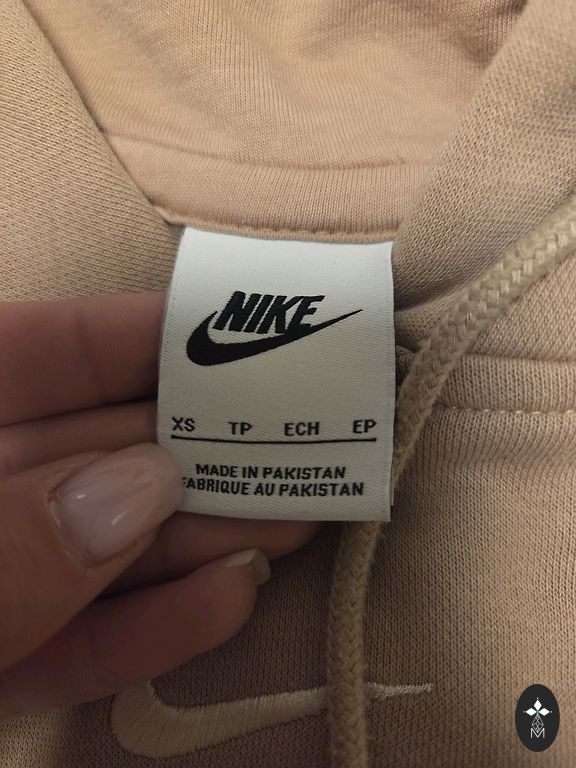 NIKE
XS TP ECH EP
MADE IN PAKISTAN
FABRIQUE AU PAKISTAN
M